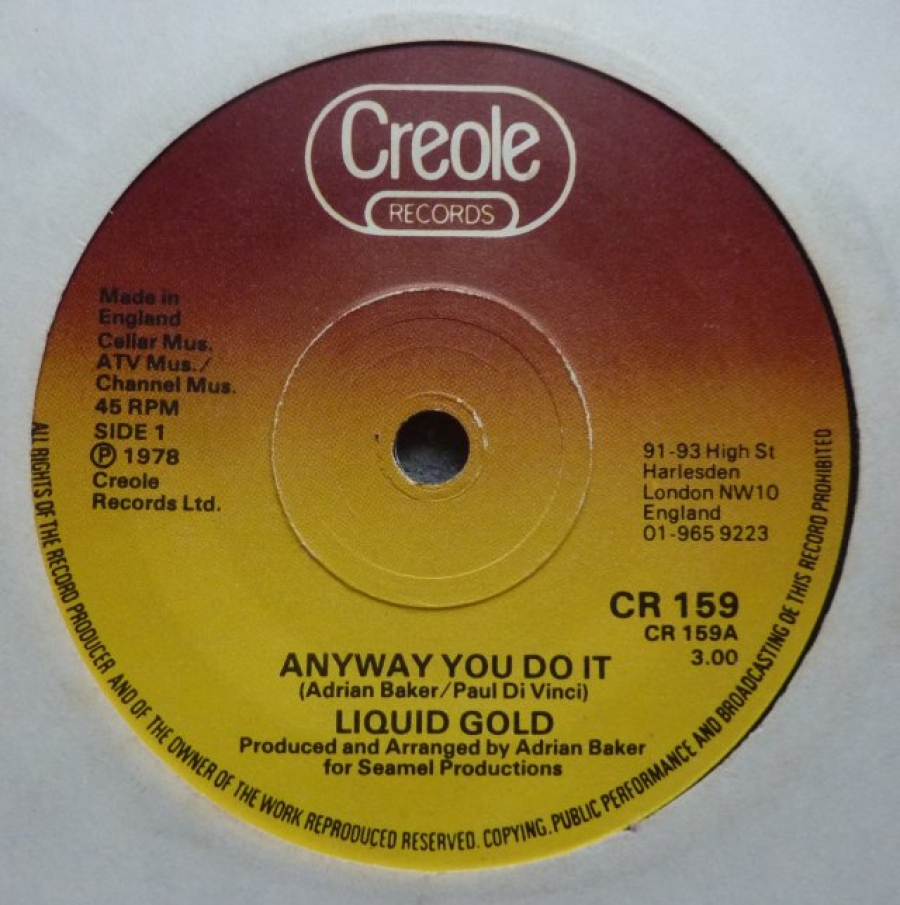 Creole
RECORDS
Made in
England
Cellar Mus.
ATV Mus./
Channel Mus.
45 RPM
SIDE 1
Ⓟ 1978
Creole
Records Ltd.
91-93 High St
Harlesden
London NW10
England
01-965 9223
CR 159
CR 159A
3.00
ANYWAY YOU DO IT
(Adrian Baker/Paul Di Vinci)
LIQUID GOLD
Produced and Arranged by Adrian Baker
for Seamel Productions
ALL RIGHTS OF THE RECORD PRODUCER AND OF THE OWNER OF THE WORK REPRODUCED RESERVED. COPYING, PUBLIC PERFORMANCE AND BROADCASTING OE THIS RECORD PROHIBITED